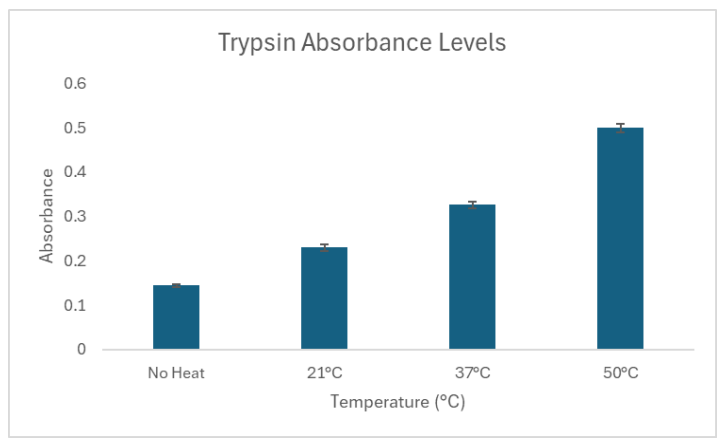 Trypsin Absorbance Levels
0.6
0.5
0.4
0.3
0.2
0.1
0
Absorbance
No Heat 21°C 37°C 50°C
Temperature (°C)